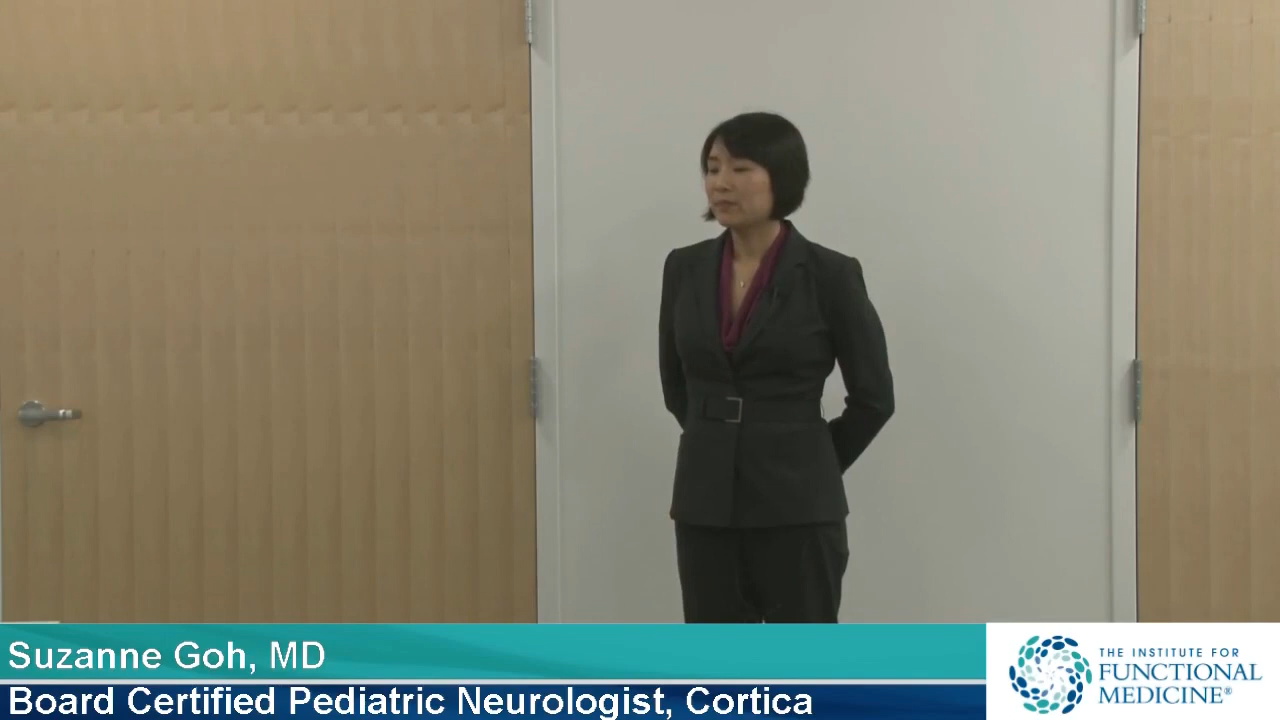 Suzanne Goh, MD
Board Certified Pediatric Neurologist, Cortica
THE INSTITUTE FOR
FUNCTIONAL
MEDICINE®